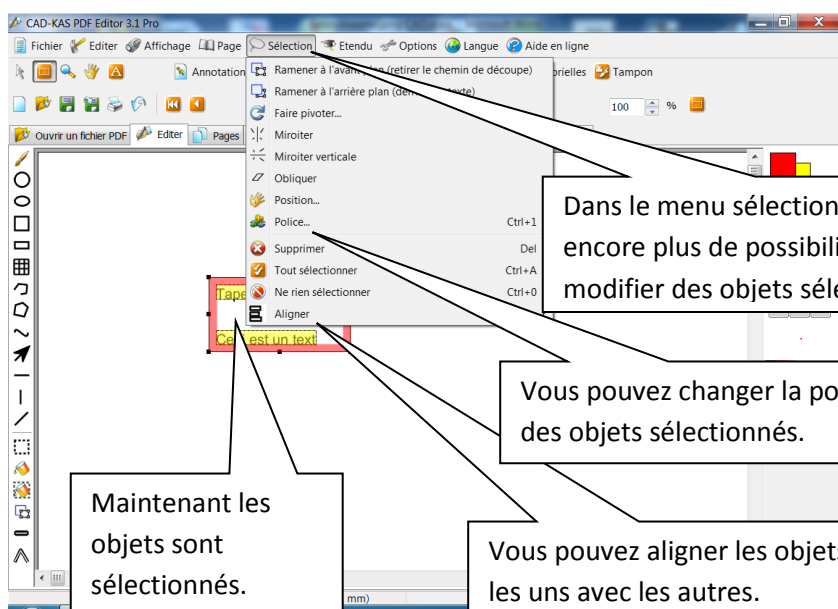 CAD-KAS PDF Editor 3.1 Pro
Fichier Editer Affichage Page Sélection Etendu Options Langue Aide en ligne
Annotation Tampon
100 %
Ouvrir un fichier PDF Editer Pages
Ramener à l'avant plan (retirer le chemin de découpe)
Ramener à l'arrière plan
Faire pivoter...
Miroiter
Miroiter verticale
Obliquer
Position...
Police... Ctrl+1
Supprimer Del
Tout sélectionner Ctrl+A
Ne rien sélectionner Ctrl+0
Aligner
Tape
est un text
Dans le menu sélection
encore plus de possibili
modifier des objets séle
Vous pouvez changer la po
des objets sélectionnés.
Maintenant les
objets sont
sélectionnés.
Vous pouvez aligner les objets
les uns avec les autres.
mm)